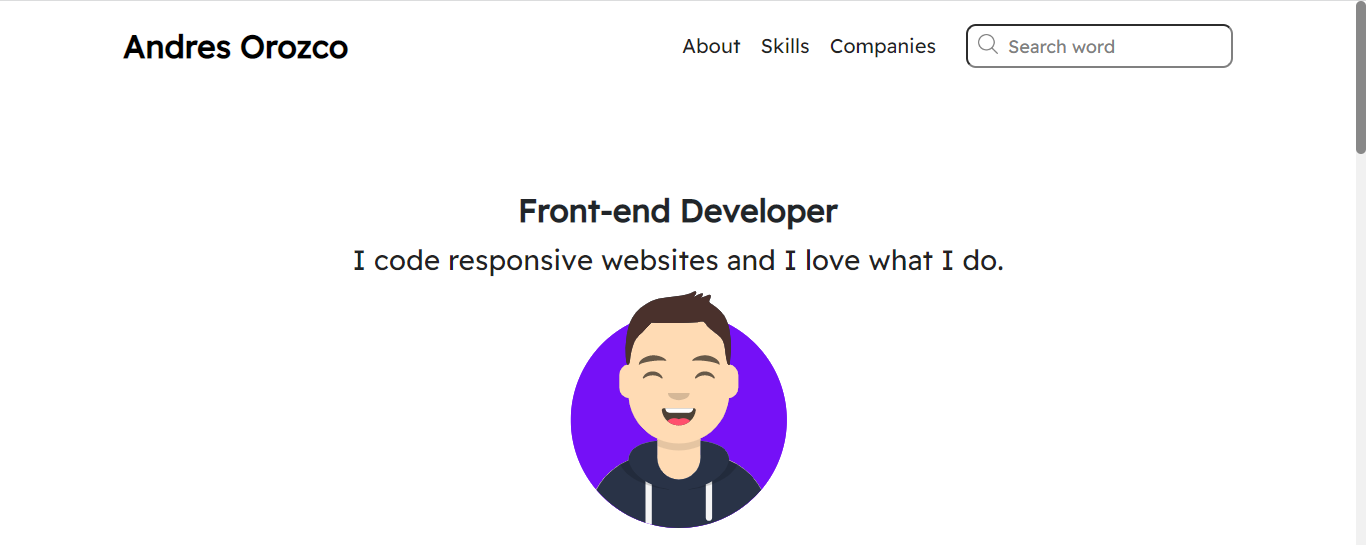 Andres Orozco
About Skills Companies Search word
Front-end Developer
I code responsive websites and I love what I do.